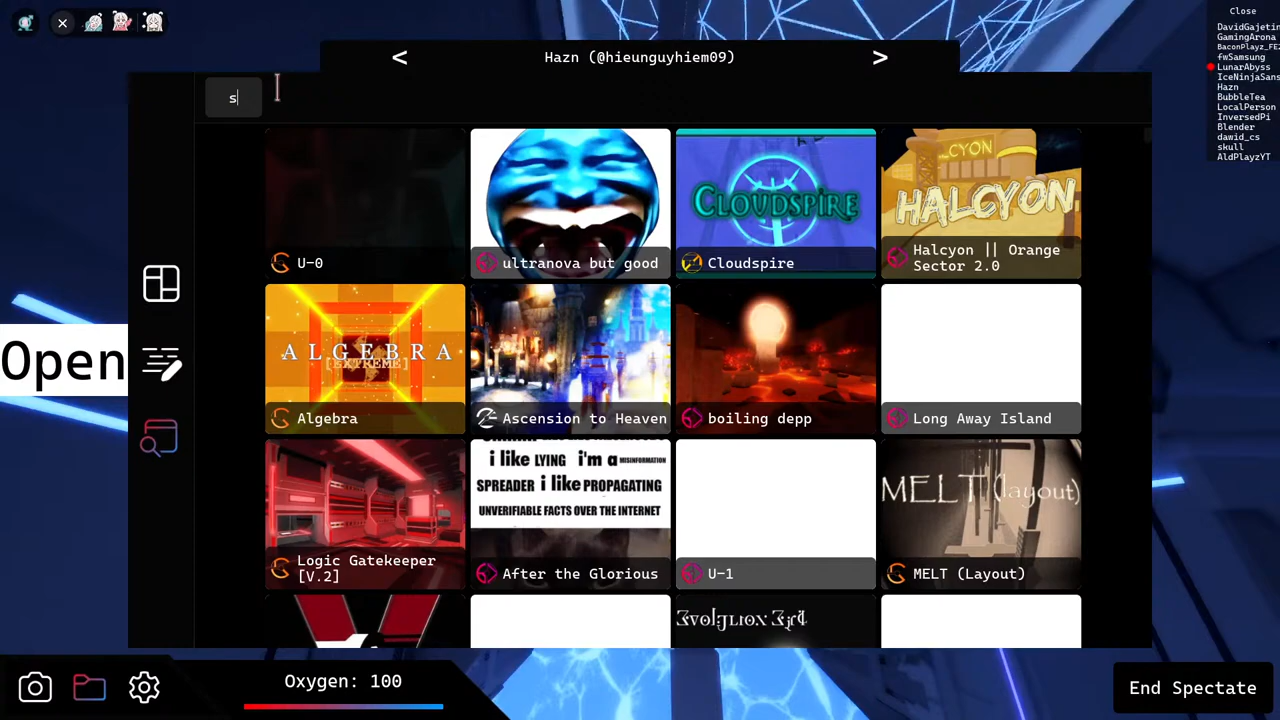 Close
Hazn (@hieunguyhiem09)
<
>
DavidGajetin
GamingArona
BaconPlayz_FEZ
fwSamsung
LunarAbyss
IceNinjaSans
Hazn
BubbleTea
LocalPerson
InversedPi
Blender
dawid_cs
skull
AldPlayzYT
s
U-0
ultranova but good
CLOUDSPIRE
Cloudspire
HALCYON
Halcyon || Orange
Sector 2.0
Open
ALGEBRA
[EXTREME]
Algebra
Ascension to Heaven
boiling depp
Long Away Island
Logic Gatekeeper
[V.2]
i like LYING i'm a MISINFORMATION
SPREADER i like PROPAGATING
UNVERIFIABLE FACTS OVER THE INTERNET
After the Glorious
U-1
MELT (layout)
MELT (Layout)
Oxygen: 100
End Spectate